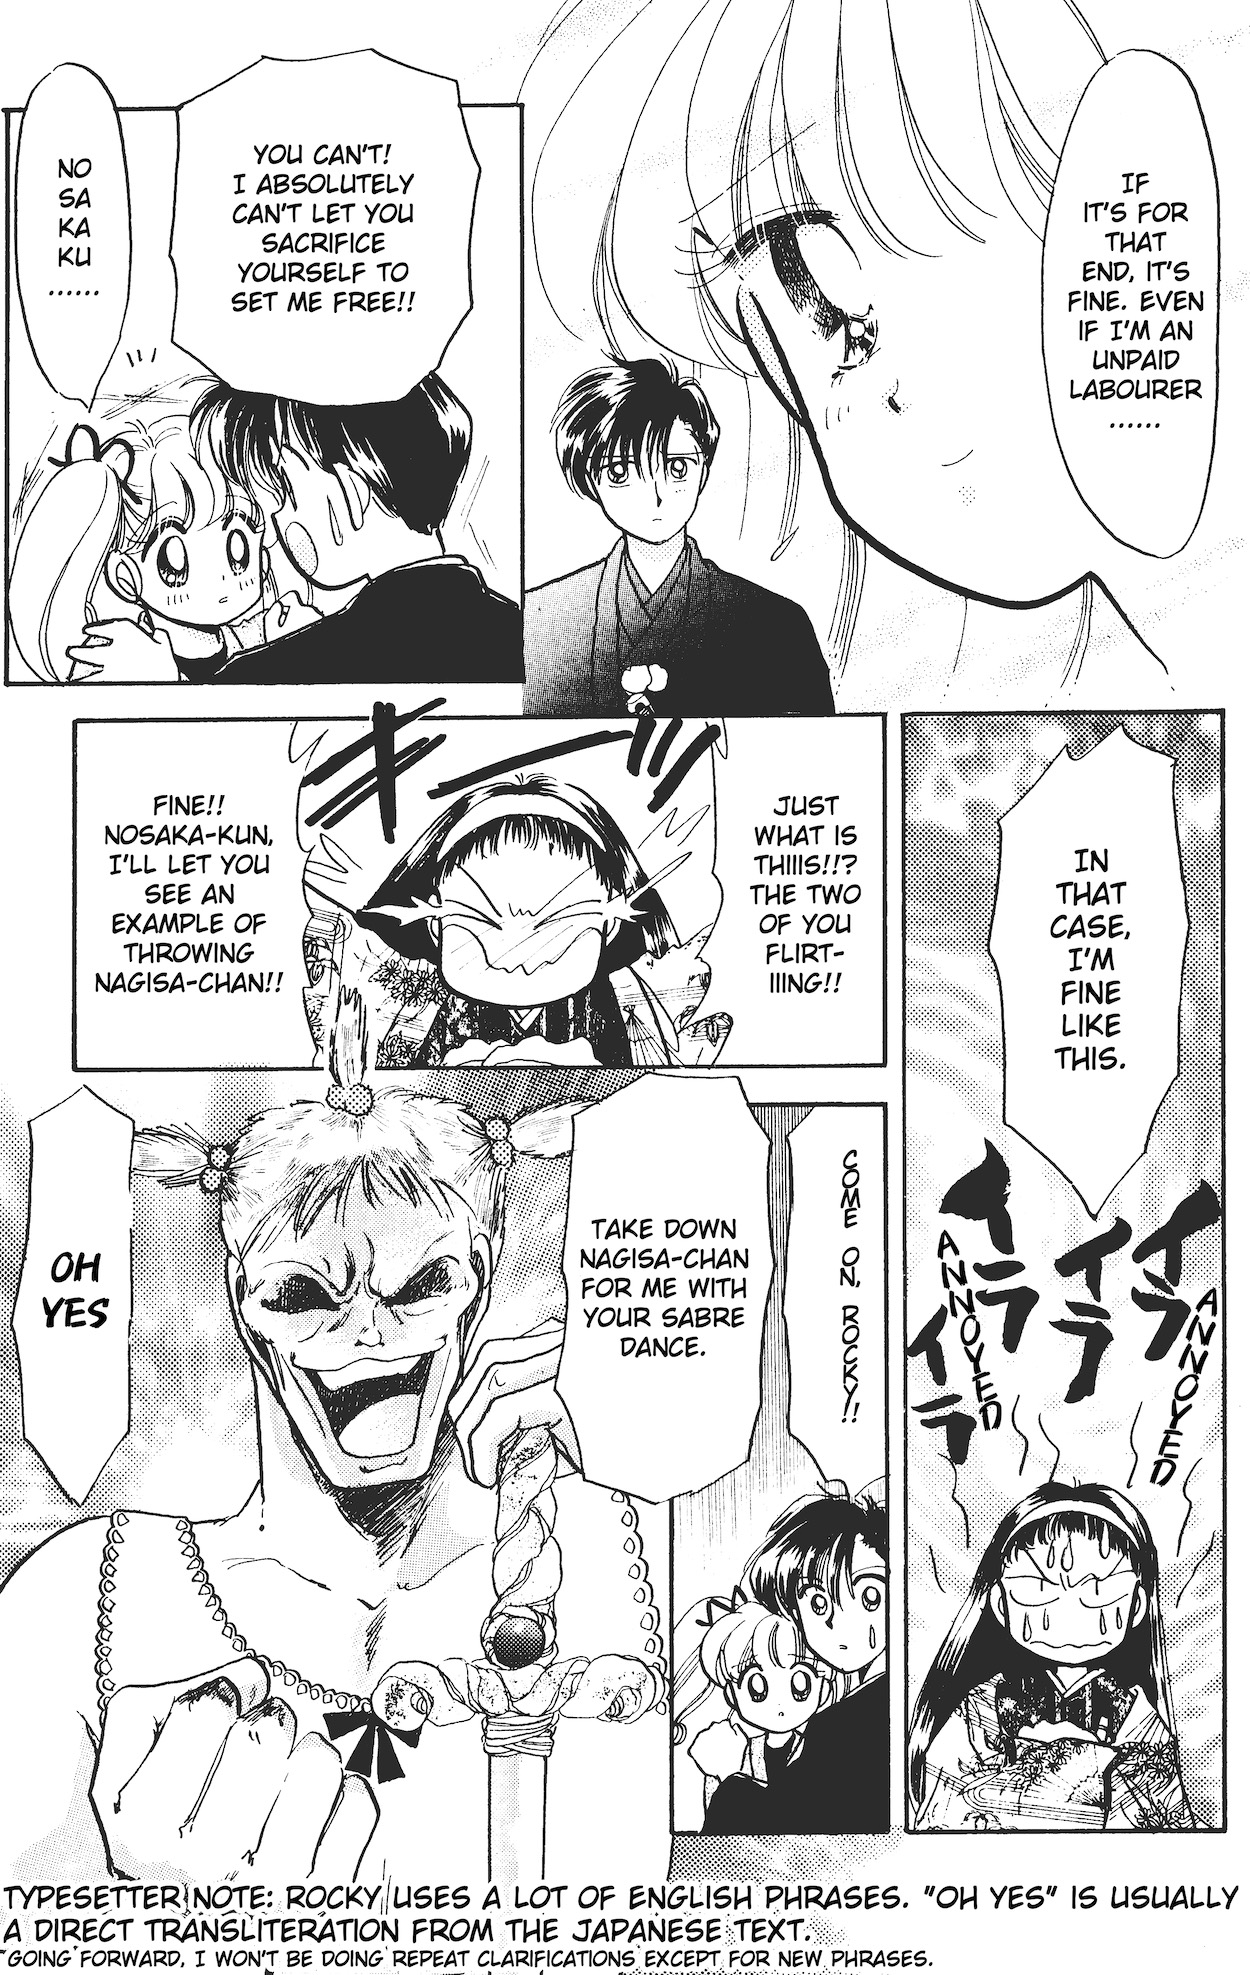 IF
IT'S FOR
THAT
END, IT'S
FINE. EVEN
IF I'M AN
UNPAID
LABOURER
......
YOU CAN'T!
I ABSOLUTELY
CAN'T LET YOU
SACRIFICE
YOURSELF TO
SET ME FREE!!
NO
SA
KA
KU
......
IN
THAT
CASE,
I'M
FINE
LIKE
THIS.
イラ
イラ
イラ
イラ
ANNOYED
ANNOYED
JUST
WHAT IS
THIIIS!!?
THE TWO
OF YOU
FLIRT-
IIING!!
キーッ
FINE!!
NOSAKA-KUN,
I'LL LET YOU
SEE AN
EXAMPLE OF
THROWING
NAGISA-CHAN!!
COME ON, ROCKY!!
TAKE DOWN
NAGISA-CHAN
FOR ME WITH
YOUR SABRE
DANCE.
OH
YES
TYPESETTER NOTE: ROCKY USES A LOT OF ENGLISH PHRASES. "OH YES" IS USUALLY
A DIRECT TRANSLITERATION FROM THE JAPANESE TEXT.
~GOING FORWARD, I WON'T BE DOING REPEAT CLARIFICATIONS EXCEPT FOR NEW PHRASES.